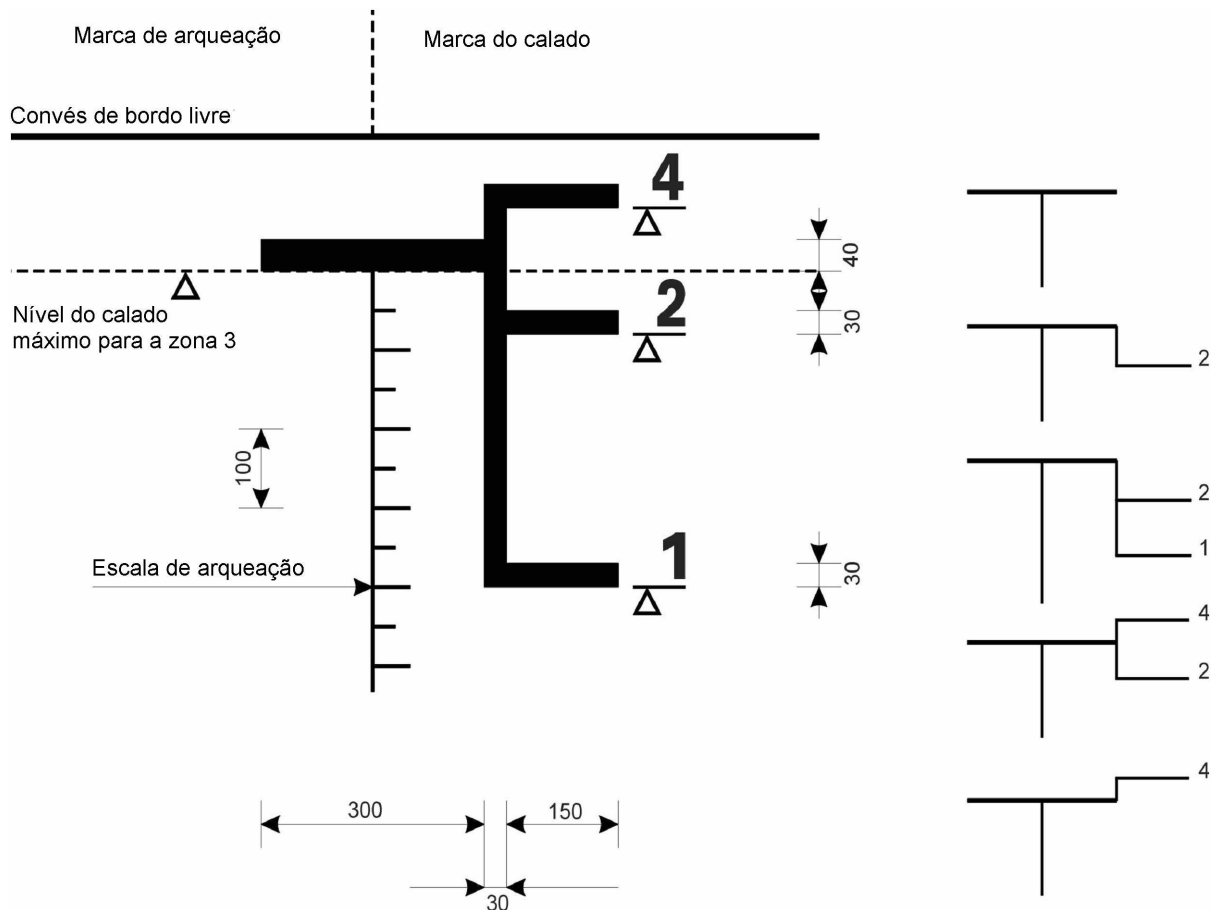 Marca de arqueação
Marca do calado
Convés de bordo livre
4
40
Nível do calado
máximo para a zona 3
2
30
2
100
2
1
Escala de arqueação
1
30
4
2
4
300
150
30